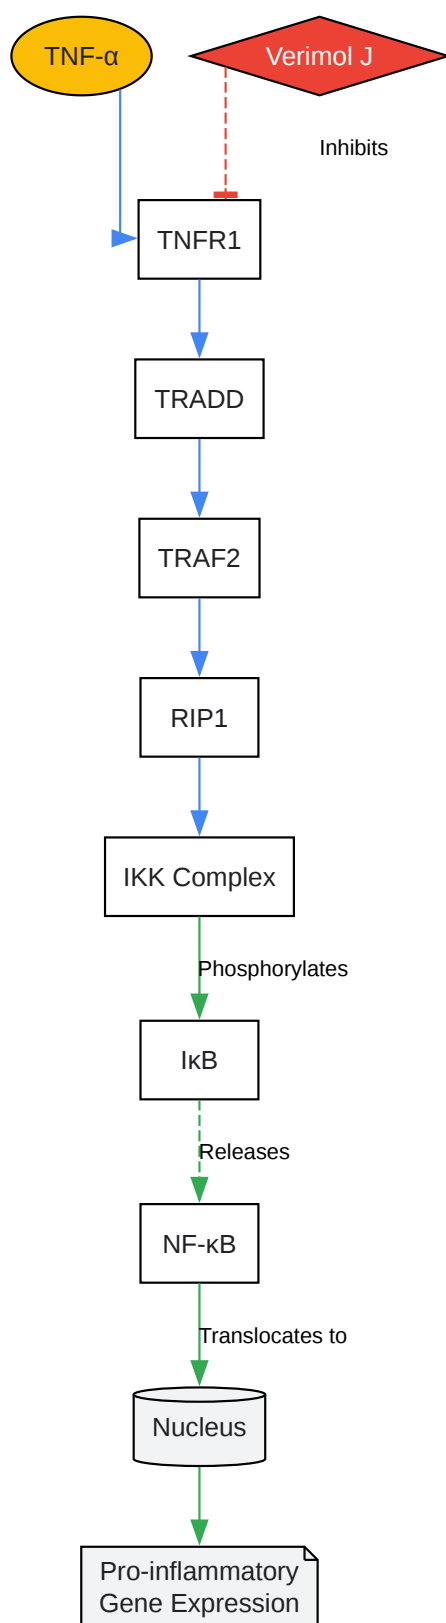 TNF-α
Verimol J
Inhibits
TNFR1
TRADD
TRAF2
RIP1
IKK Complex
Phosphorylates
IκB
Releases
NF-κB
Translocates to
Nucleus
Pro-inflammatory
Gene Expression